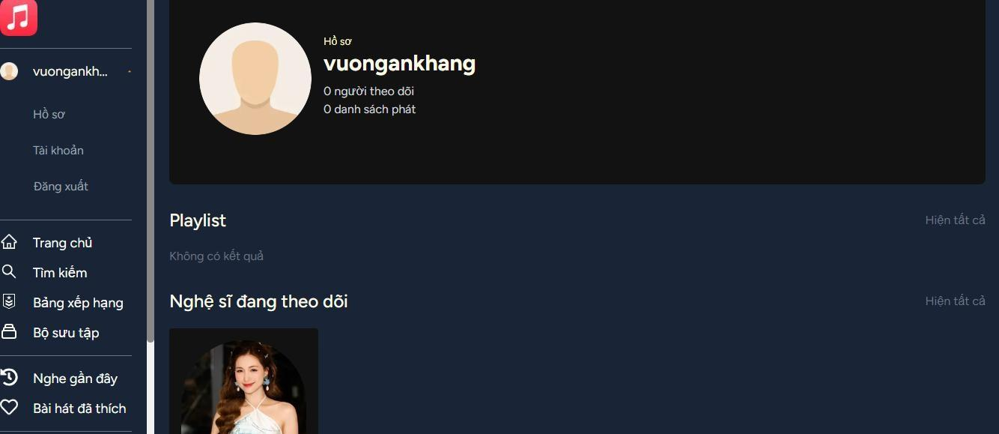 vuongankh...
Hồ sơ
Tài khoản
Đăng xuất
Trang chủ
Tìm kiếm
Bảng xếp hạng
Bộ sưu tập
Nghe gần đây
Bài hát đã thích
Hồ sơ
vuongankhang
0 người theo dõi
0 danh sách phát
Playlist
Hiện tất cả
Không có kết quả
Nghệ sĩ đang theo dõi
Hiện tất cả